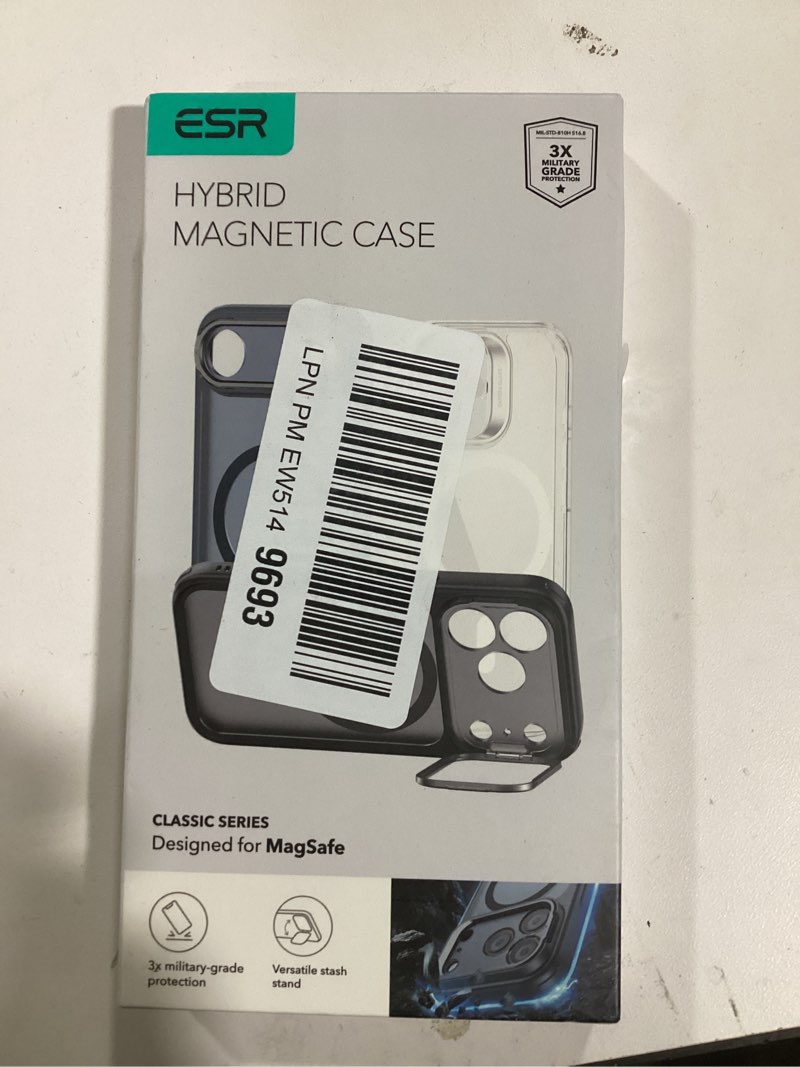 ESR
MIL-STD-810H 516.8
3X
MILITARY
GRADE
PROTECTION
HYBRID
MAGNETIC CASE
LPN PM EW514 9693
CLASSIC SERIES
Designed for MagSafe
3x military-grade
protection
Versatile stash
stand